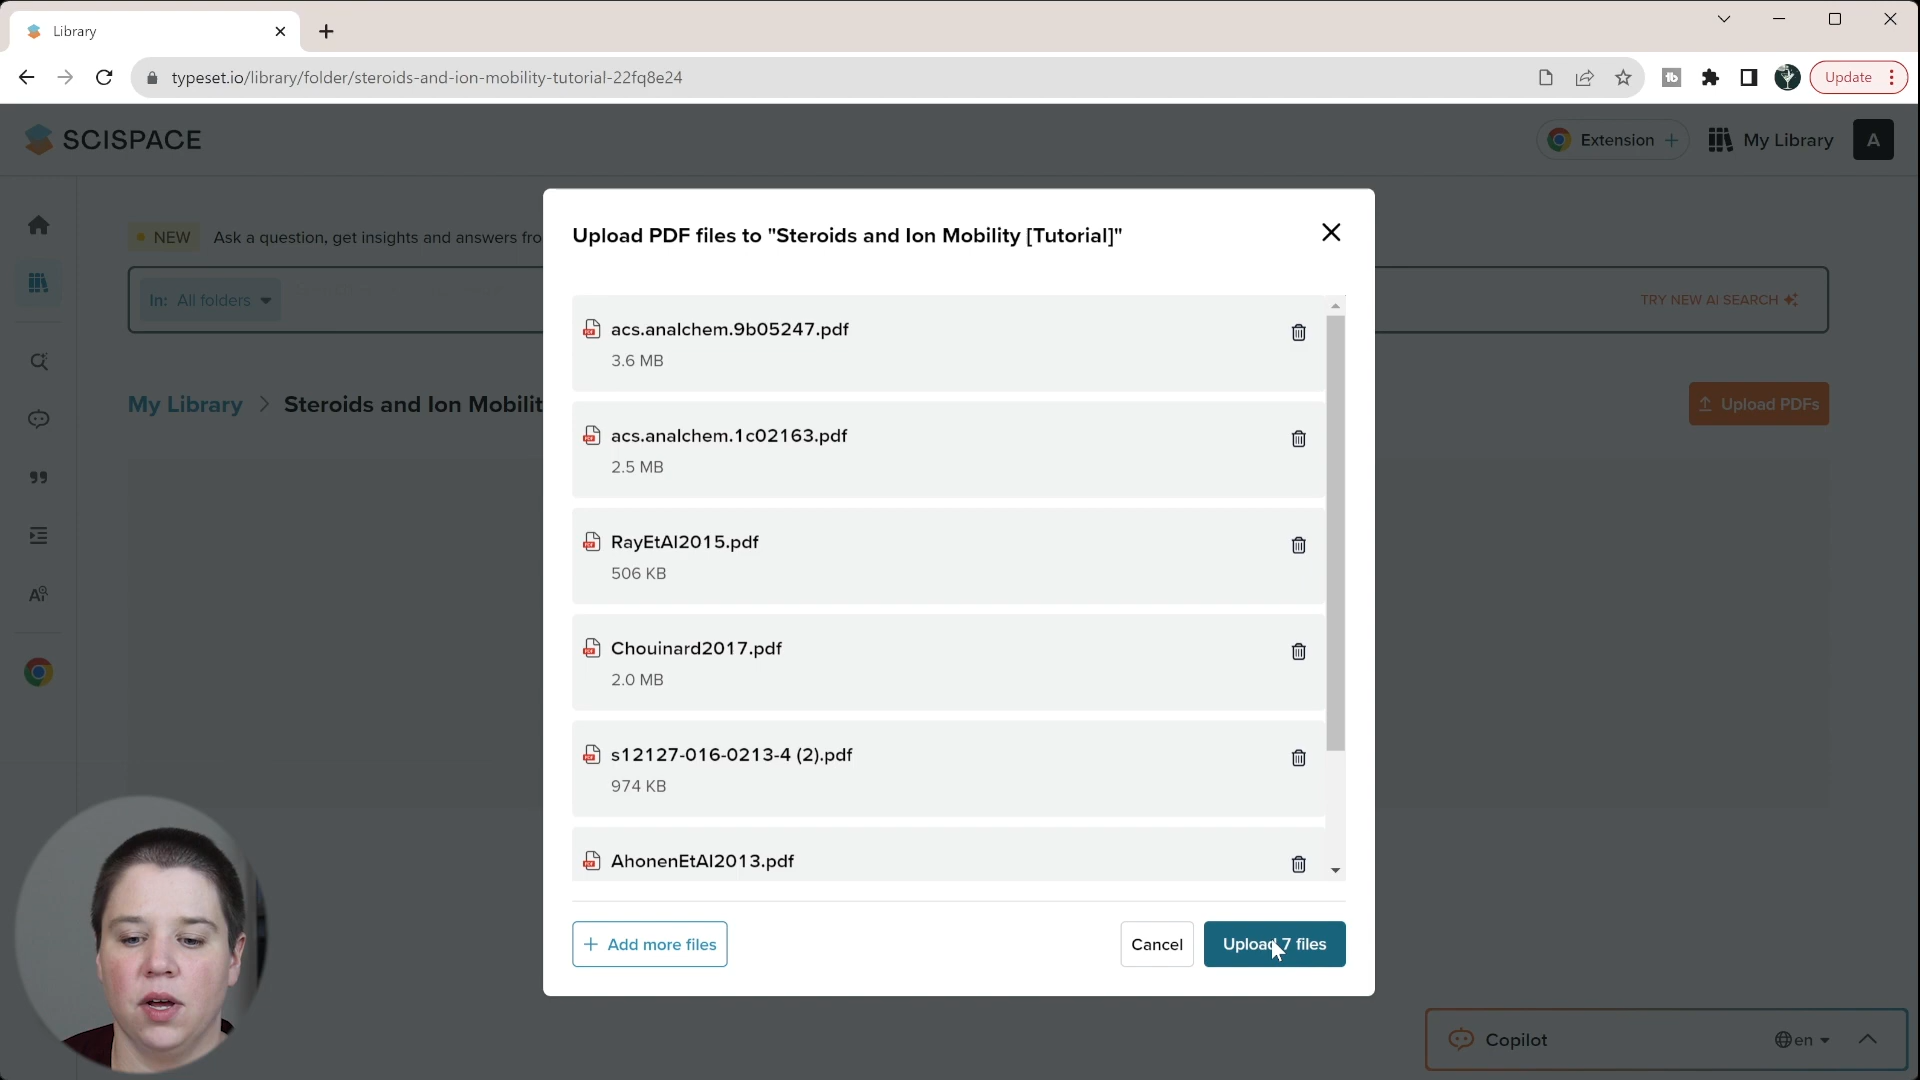 Library
typeset.io/library/folder/steroids-and-ion-mobility-tutorial-22fq8e24
Update
SCISPACE
Extension +
My Library
A
NEW
Ask a question, get insights and answers fro
In: All folders
TRY NEW AI SEARCH
My Library > Steroids and Ion Mobilit
Upload PDFs
Upload PDF files to "Steroids and Ion Mobility [Tutorial]"
acs.analchem.9b05247.pdf
3.6 MB
acs.analchem.1c02163.pdf
2.5 MB
RayEtAl2015.pdf
506 KB
Chouinard2017.pdf
2.0 MB
s12127-016-0213-4 (2).pdf
974 KB
AhonenEtAl2013.pdf
+ Add more files
Cancel
Upload 7 files
Copilot
en